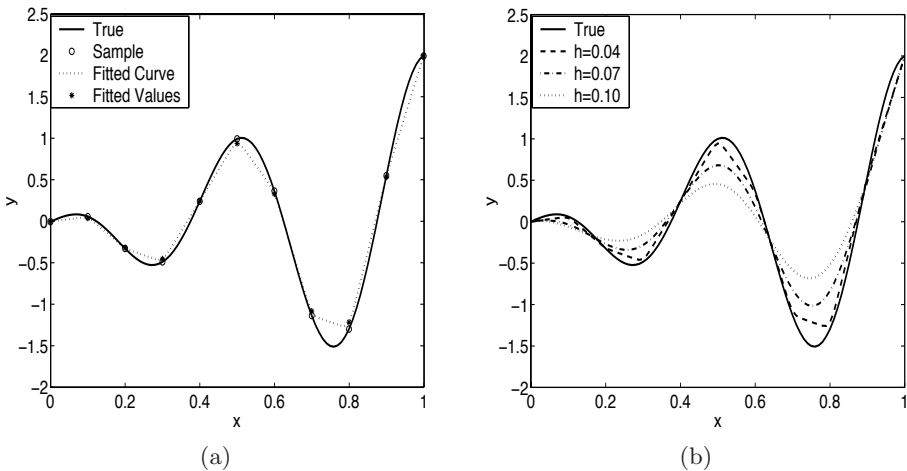 2.5
2
1.5
1
0.5
0
−0.5
−1
−1.5
−2
y
True
Sample
Fitted Curve
Fitted Values
0 0.2 0.4 0.6 0.8 1
x
(a)
2.5
2
1.5
1
0.5
0
−0.5
−1
−1.5
−2
y
True
h=0.04
h=0.07
h=0.10
0 0.2 0.4 0.6 0.8 1
x
(b)